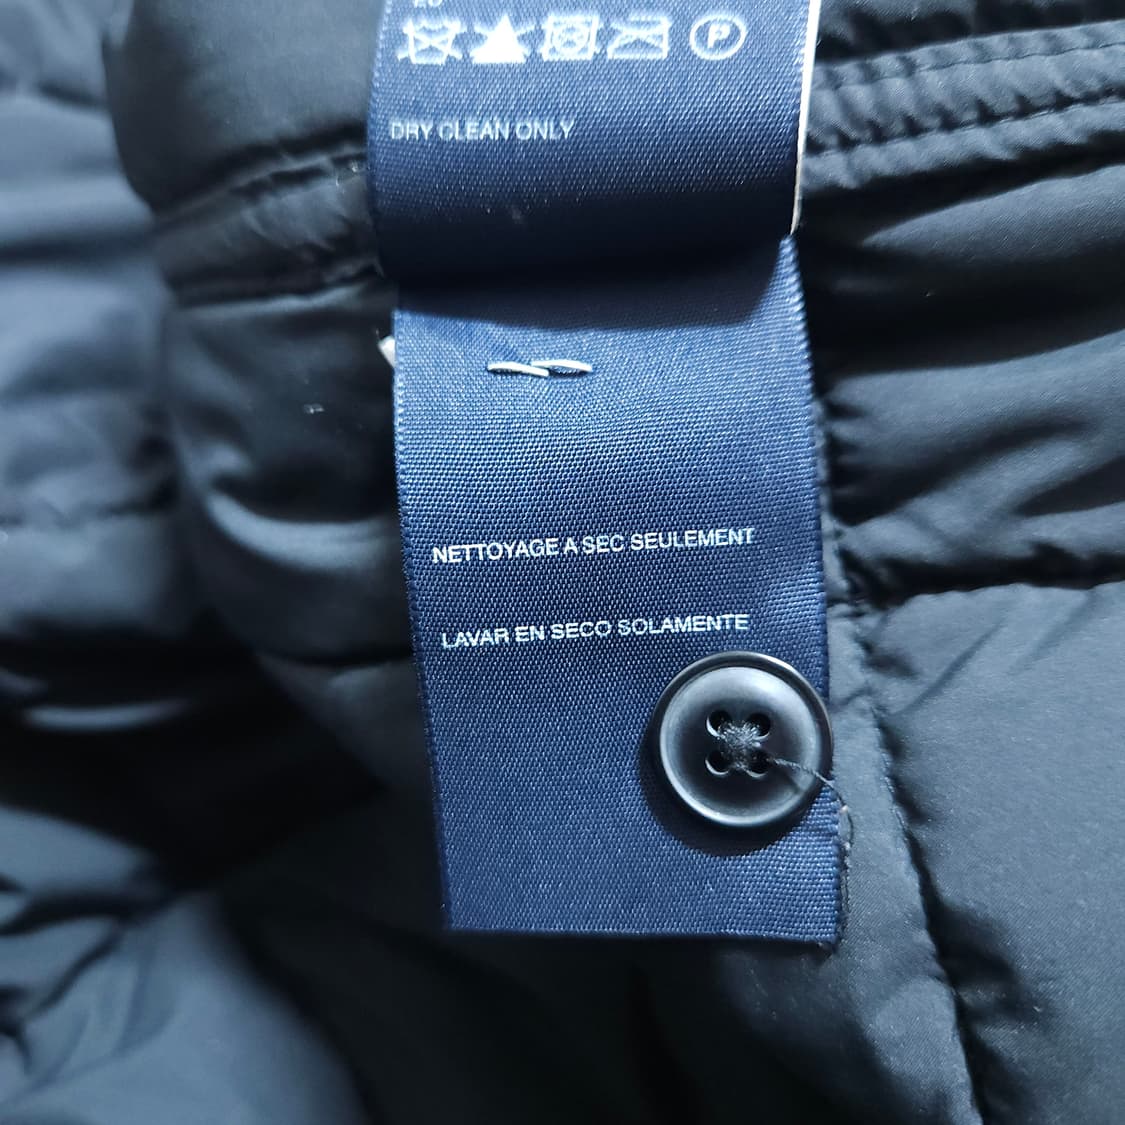 P
DRY CLEAN ONLY
NETTOYAGE A SEC SEULEMENT
LAVAR EN SECO SOLAMENTE